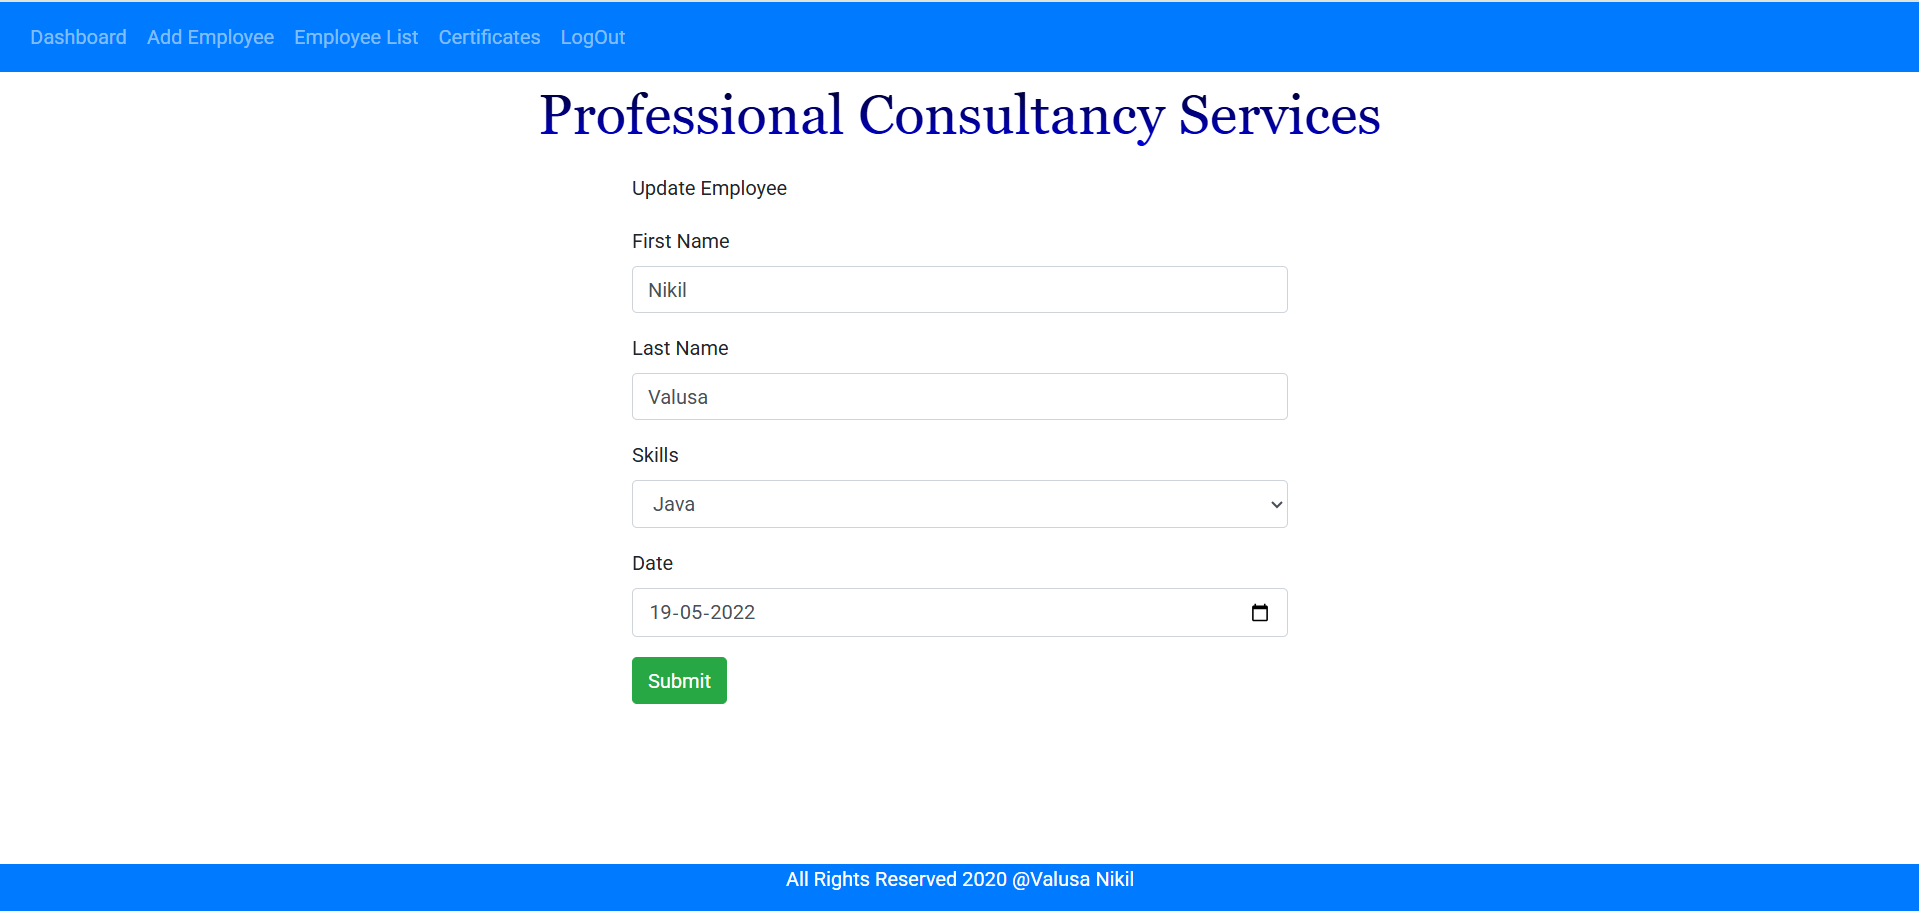 Dashboard Add Employee Employee List Certificates LogOut
Professional Consultancy Services
Update Employee
First Name
Nikil
Last Name
Valusa
Skills
Java
Date
19-05-2022
Submit
All Rights Reserved 2020 @Valusa Nikil